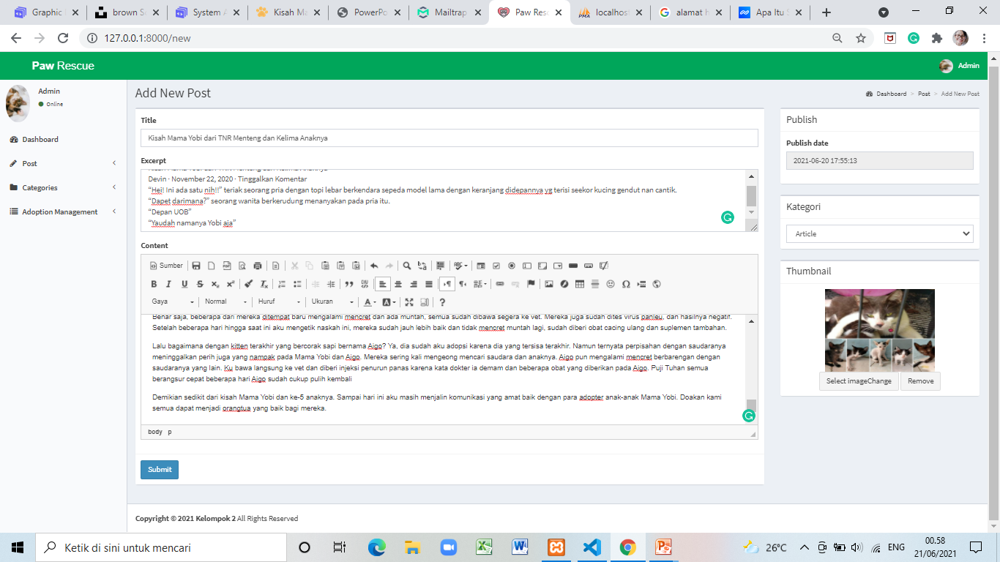 Graphic
brown S
System A
Kisah Ma
PowerPo
Mailtrap
Paw Resc
localhost
alamat h
Apa Itu S
127.0.0.1:8000/new
Paw Rescue
Admin
Admin
Online
Dashboard
Post
Categories
Adoption Management
Add New Post
Dashboard > Post > Add New Post
Title
Kisah Mama Yobi dari TNR Menteng dan Kelima Anaknya
Excerpt
Kisah Mama Yobi dari TNR Menteng dan Kelima Anaknya
Devin · November 22, 2020 · Tinggalkan Komentar
“Hei! Ini ada satu nih!!” teriak seorang pria dengan topi lebar berkendara sepeda model lama dengan keranjang didepannya yg terisi seekor kucing gendut nan cantik.
“Dapet darimana?” seorang wanita berkerudung menanyakan pada pria itu.
“Depan UOB”
“Yaudah namanya Yobi aja”
Content
Sumber
Gaya
Normal
Huruf
Ukuran
Benar saja, beberapa dari mereka ditempat baru mengalami mencret dan ada muntah, semua sudah dibawa segera ke vet. Mereka juga sudah dites virus panleu, dan hasilnya negatif.
Setelah beberapa hari hingga saat ini aku mengetik naskah ini, mereka sudah jauh lebih baik dan tidak mencret muntah lagi, sudah diberi obat cacing ulang dan suplemen tambahan.
Lalu bagaimana dengan kitten terakhir yang bercorak sapi bernama Aigo? Ya, dia sudah aku adopsi karena dia yang tersisa terakhir. Namun ternyata perpisahan dengan saudaranya
meninggalkan perih juga yang nampak pada Mama Yobi dan Aigo. Mereka sering kali mengeong mencari saudara dan anaknya. Aigo pun mengalami mencret berbarengan dengan
saudaranya yang lain. Ku bawa langsung ke vet dan diberi injeksi penurun panas karena kata dokter ia demam dan beberapa obat yang diberikan pada Aigo. Puji Tuhan semua
berangsur cepat beberapa hari Aigo sudah cukup pulih kembali
Demikian sedikit dari kisah Mama Yobi dan ke-5 anaknya. Sampai hari ini aku masih menjalin komunikasi yang amat baik dengan para adopter anak-anak Mama Yobi. Doakan kami
semua dapat menjadi orangtua yang baik bagi mereka.
body p
Submit
Publish
Publish date
2021-06-20 17:55:13
Kategori
Article
Thumbnail
Select imageChange
Remove
Copyright © 2021 Kelompok 2 All Rights Reserved
Ketik di sini untuk mencari
26°C
ENG
00.58
21/06/2021